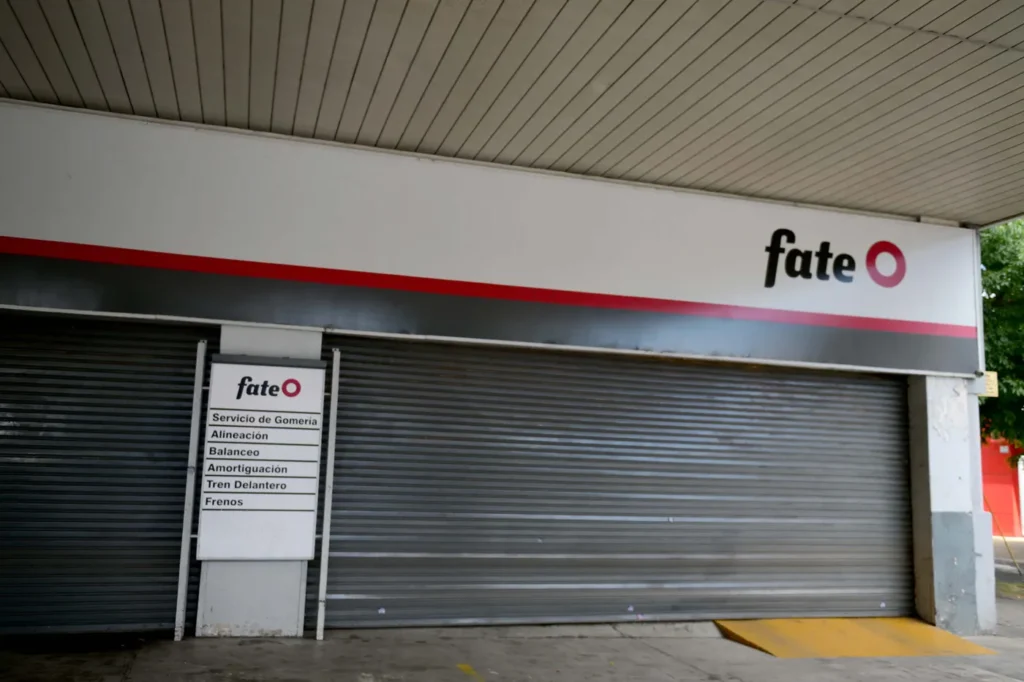 fate
fate
Servicio de Gomería
Alineación
Balanceo
Amortiguación
Tren Delantero
Frenos